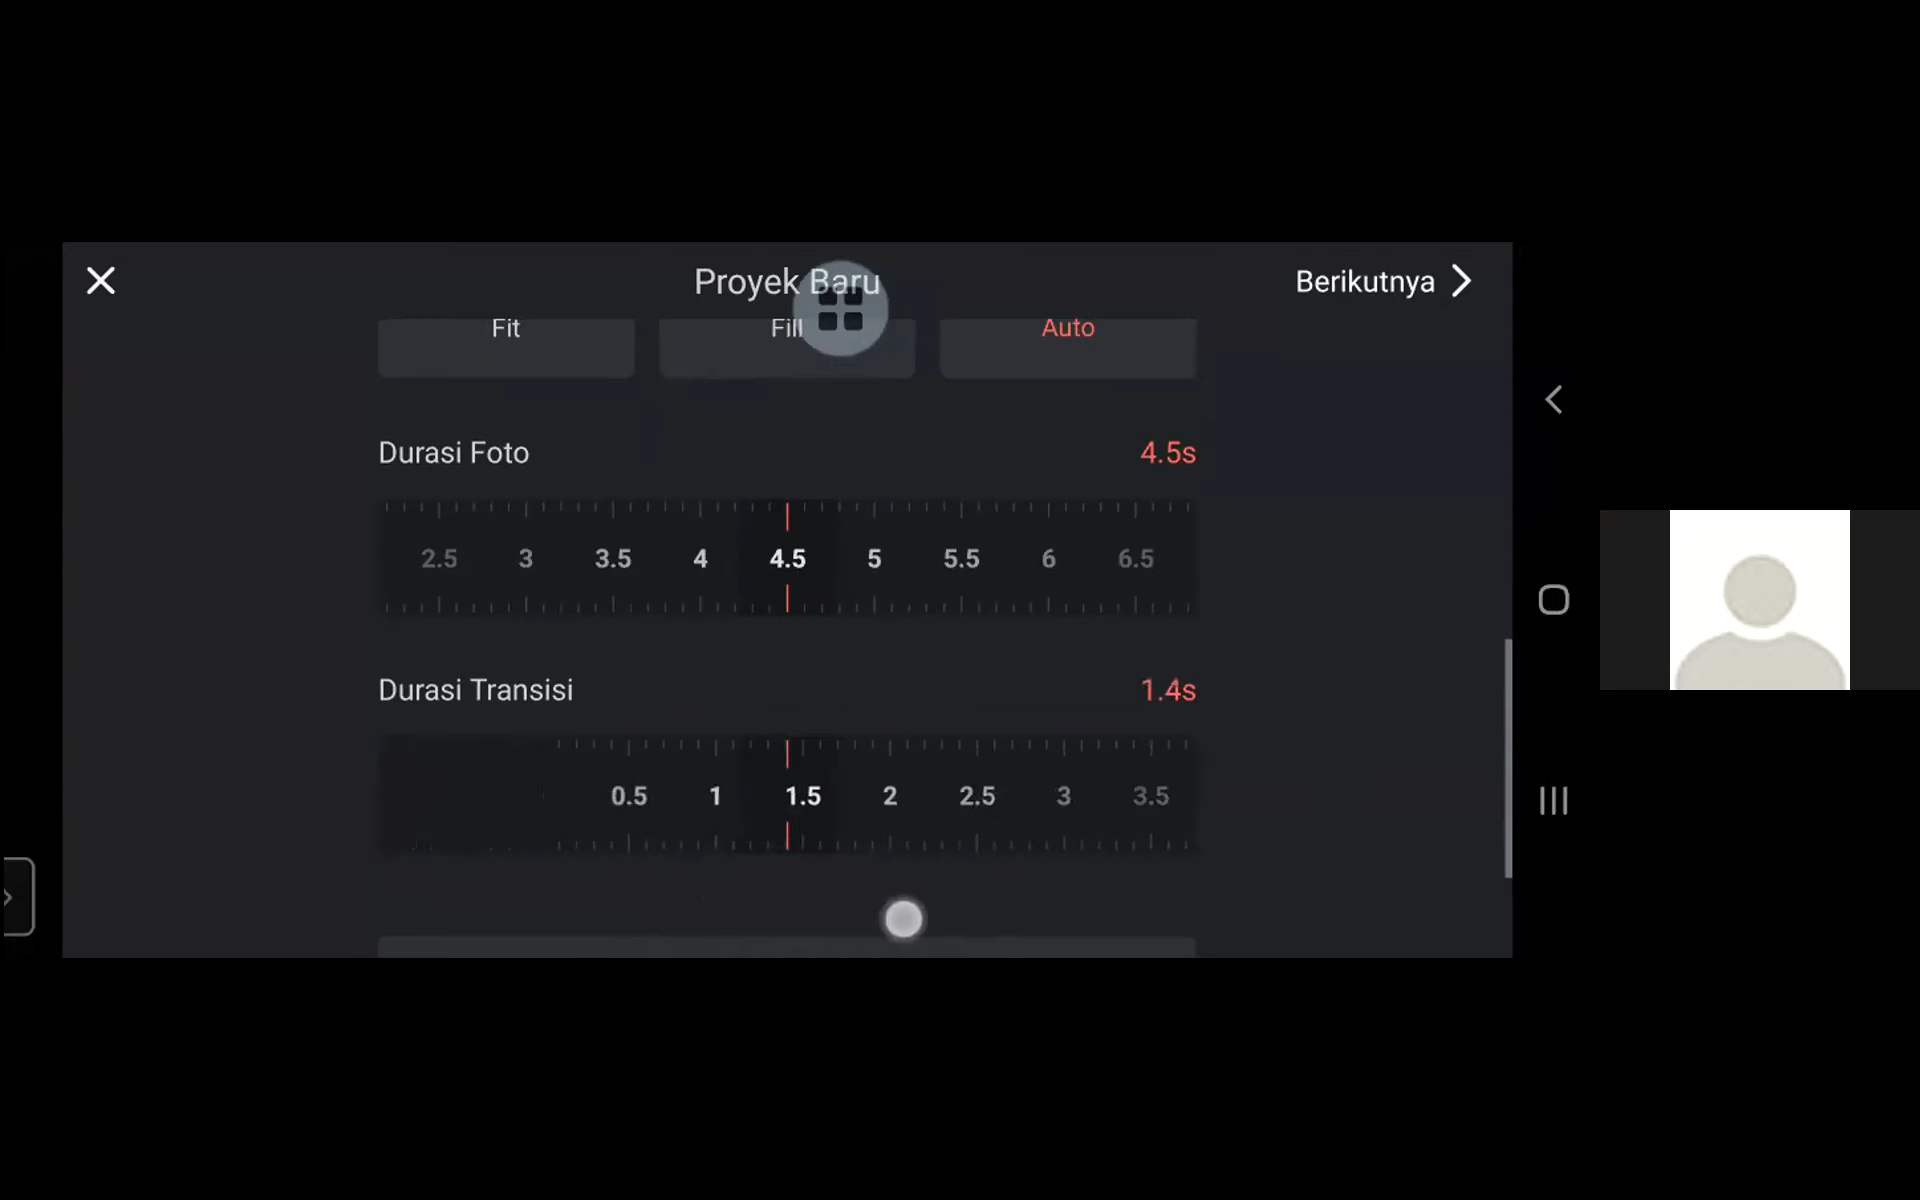 Proyek Baru
Berikutnya
Fit Fill Auto
Durasi Foto 4.5s
2.5 3 3.5 4 4.5 5 5.5 6 6.5
Durasi Transisi 1.4s
0.5 1 1.5 2 2.5 3 3.5